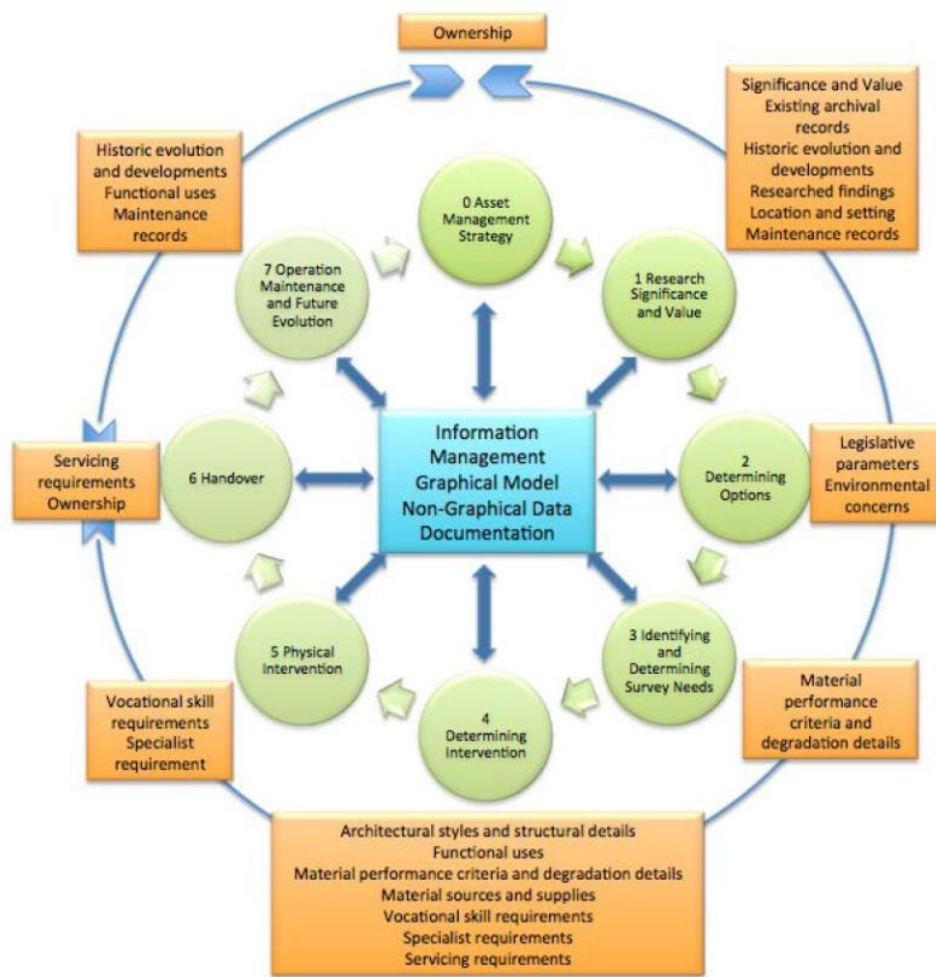 Ownership
Significance and Value
Existing archival
records
Historic evolution and
developments
Researched findings
Location and setting
Maintenance records
Historic evolution
and developments
Functional uses
Maintenance
records
0 Asset
Management
Strategy
7 Operation
Maintenance
and Future
Evolution
1 Research
Significance
and Value
Information
Management
Graphical Model
Non-Graphical Data
Documentation
Servicing
requirements
Ownership
6 Handover
2
Determining
Options
Legislative
parameters
Environmental
concerns
5 Physical
Intervention
3 Identifying
and
Determining
Survey Needs
4
Determining
Intervention
Vocational skill
requirements
Specialist
requirement
Material
performance
criteria and
degradation details
Architectural styles and structural details
Functional uses
Material performance criteria and degradation details
Material sources and supplies
Vocational skill requirements
Specialist requirements
Servicing requirements